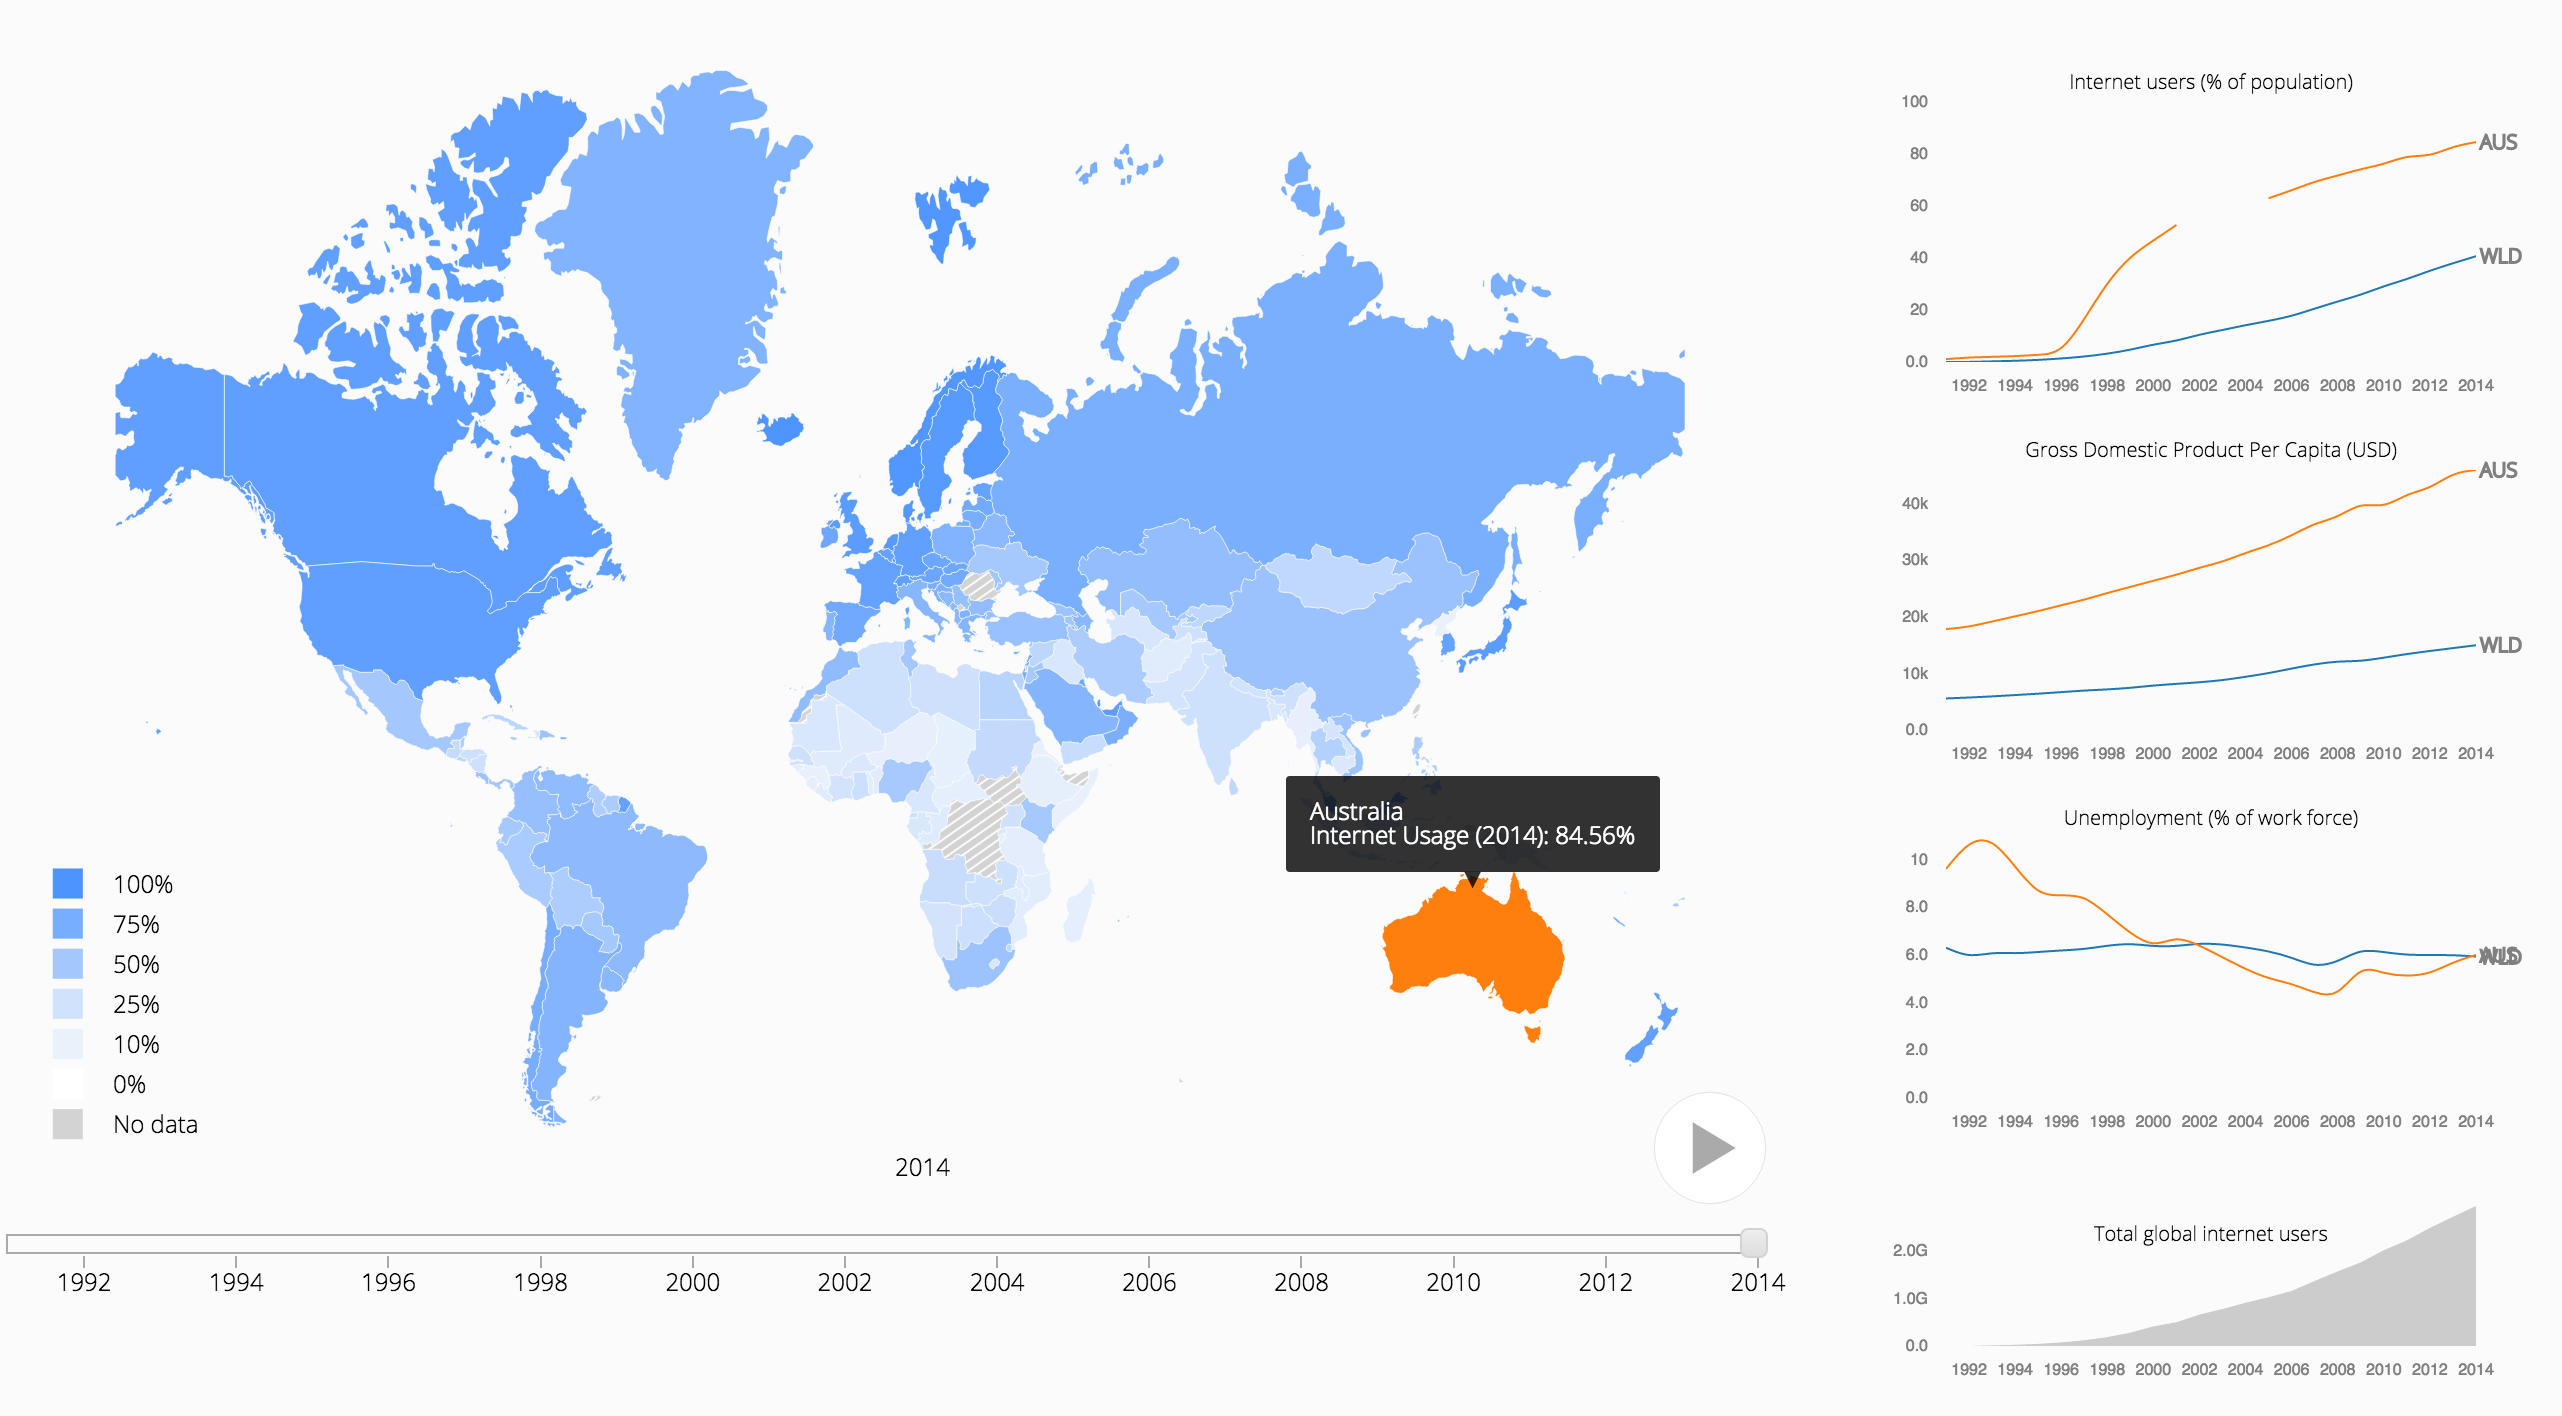 Australia
Internet Usage (2014): 84.56%
100%
75%
50%
25%
10%
0%
No data
2014
1992 1994 1996 1998 2000 2002 2004 2006 2008 2010 2012 2014
Internet users (% of population)
100
80
60
40
20
0.0
AUS
WLD
1992 1994 1996 1998 2000 2002 2004 2006 2008 2010 2012 2014
Gross Domestic Product Per Capita (USD)
40k
30k
20k
10k
0.0
AUS
WLD
1992 1994 1996 1998 2000 2002 2004 2006 2008 2010 2012 2014
Unemployment (% of work force)
10
8.0
6.0
4.0
2.0
0.0
AUS
WLD
1992 1994 1996 1998 2000 2002 2004 2006 2008 2010 2012 2014
Total global internet users
2.0G
1.0G
0.0
1992 1994 1996 1998 2000 2002 2004 2006 2008 2010 2012 2014